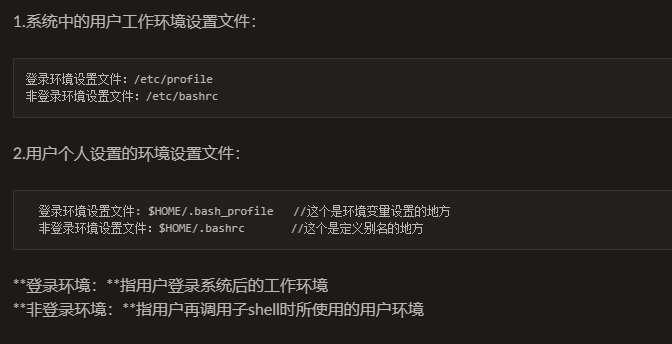 1.系统中的用户工作环境设置文件：
登录环境设置文件：/etc/profile
非登录环境设置文件：/etc/bashrc
2.用户个人设置的环境设置文件：
登录环境设置文件：$HOME/.bash_profile //这个是环境变量设置的地方
非登录环境设置文件：$HOME/.bashrc //这个是定义别名的地方
**登录环境：**指用户登录系统后的工作环境
**非登录环境：**指用户再调用子shell时所使用的用户环境